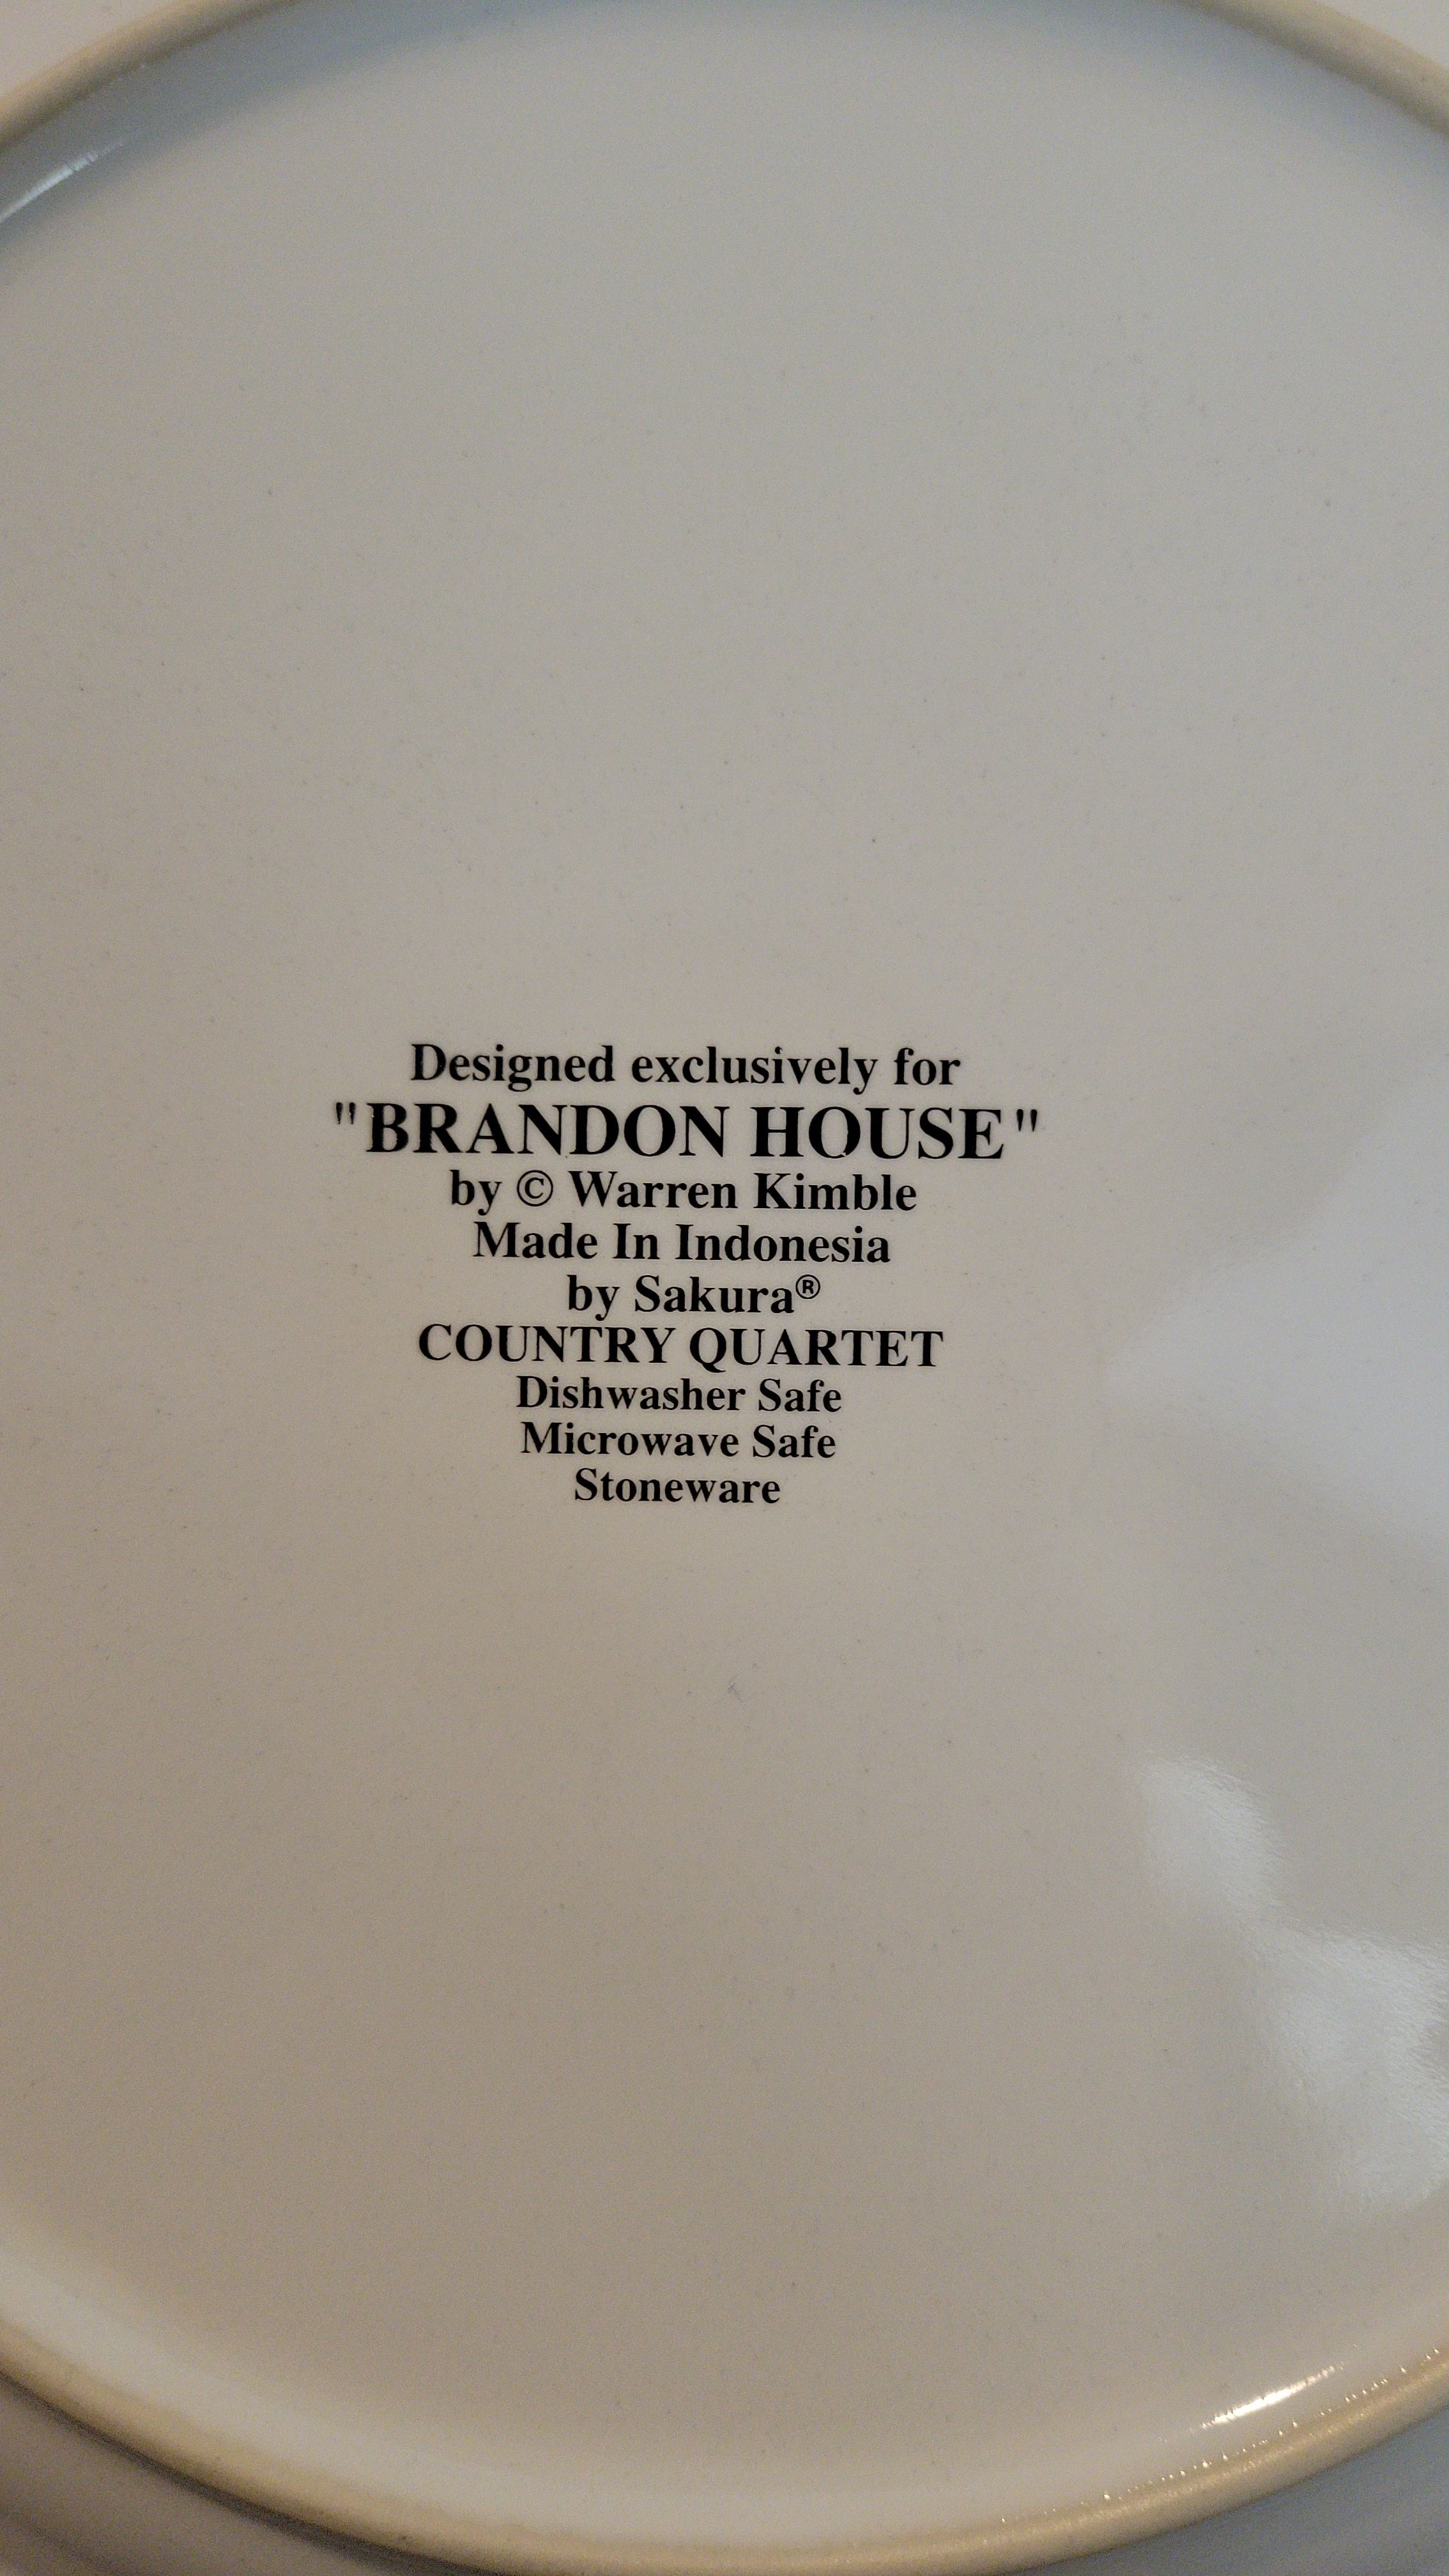 Designed exclusively for
"BRANDON HOUSE"
by © Warren Kimble
Made In Indonesia
by Sakura®
COUNTRY QUARTET
Dishwasher Safe
Microwave Safe
Stoneware